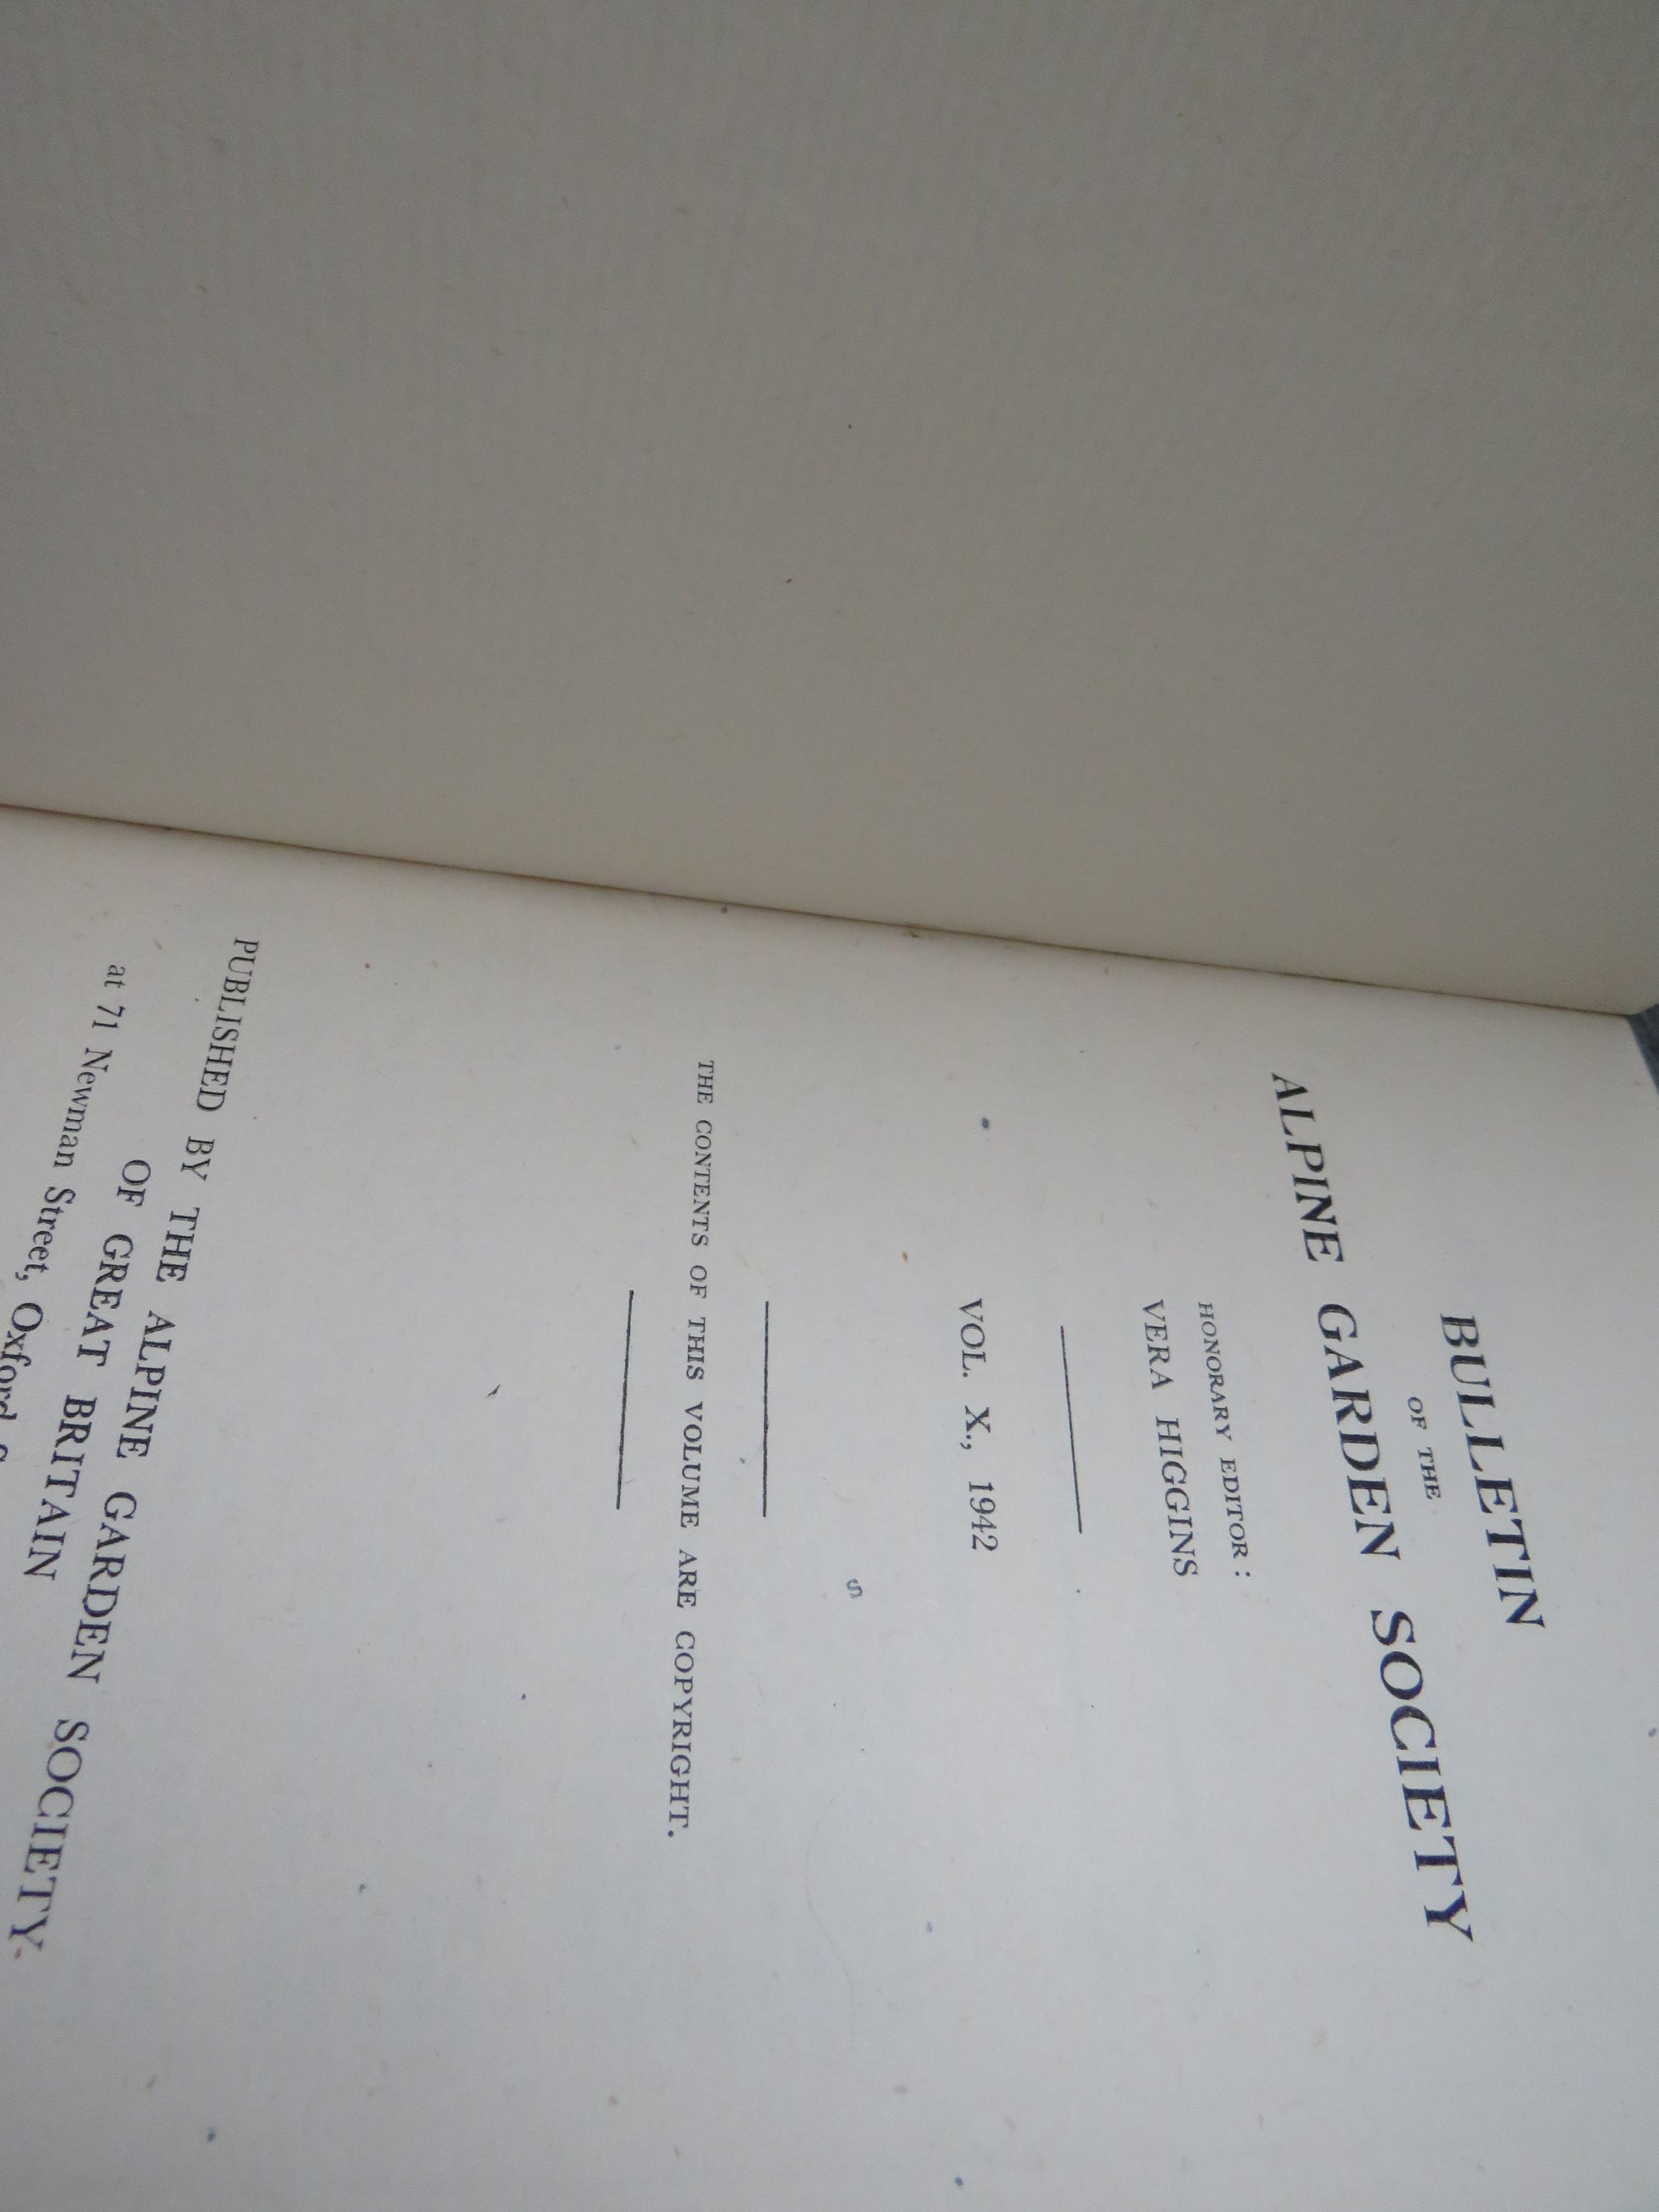 BULLETIN
OF THE
ALPINE GARDEN SOCIETY
HONORARY EDITOR :
VERA HIGGINS
VOL. X., 1942
s
THE CONTENTS OF THIS VOLUME ARE COPYRIGHT.
PUBLISHED BY THE ALPINE GARDEN SOCIETY
OF GREAT BRITAIN
at 71 Newman Street, Oxford